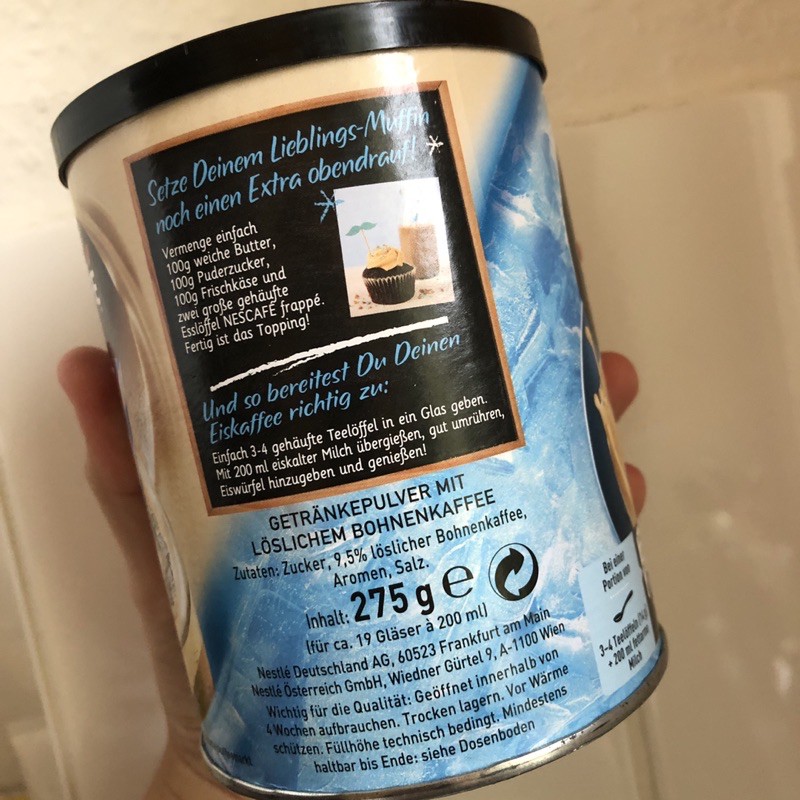 Setze Deinem Lieblings-Muffin
noch einen Extra obendrauf!
Vermenge einfach
100g weiche Butter,
100g Puderzucker,
100g Frischkäse und
zwei große gehäufte
Esslöffel NESCAFÉ frappé.
Fertig ist das Topping!
Und so bereitest Du Deinen
Eiskaffee richtig zu:
Einfach 3-4 gehäufte Teelöffel in ein Glas geben.
Mit 200 ml eiskalter Milch übergießen, gut umrühren,
Eiswürfel hinzugeben und genießen!
GETRÄNKEPULVER MIT
LÖSLICHEM BOHNENKAFFEE
Zutaten: Zucker, 9,5% löslicher Bohnenkaffee,
Aromen, Salz.
Inhalt: 275 g e
(für ca. 19 Gläser à 200 ml)
Nestlé Deutschland AG, 60523 Frankfurt am Main
Nestlé Österreich GmbH, Wiedner Gürtel 9, A-1100 Wien
Wichtig für die Qualität: Geöffnet innerhalb von
4 Wochen aufbrauchen. Trocken lagern. Vor Wärme
schützen. Füllhöhe technisch bedingt. Mindestens
haltbar bis Ende: siehe Dosenboden
Bei einer
Portion von
3-4 Teelöffeln
+ 200 ml fettarmer
Milch